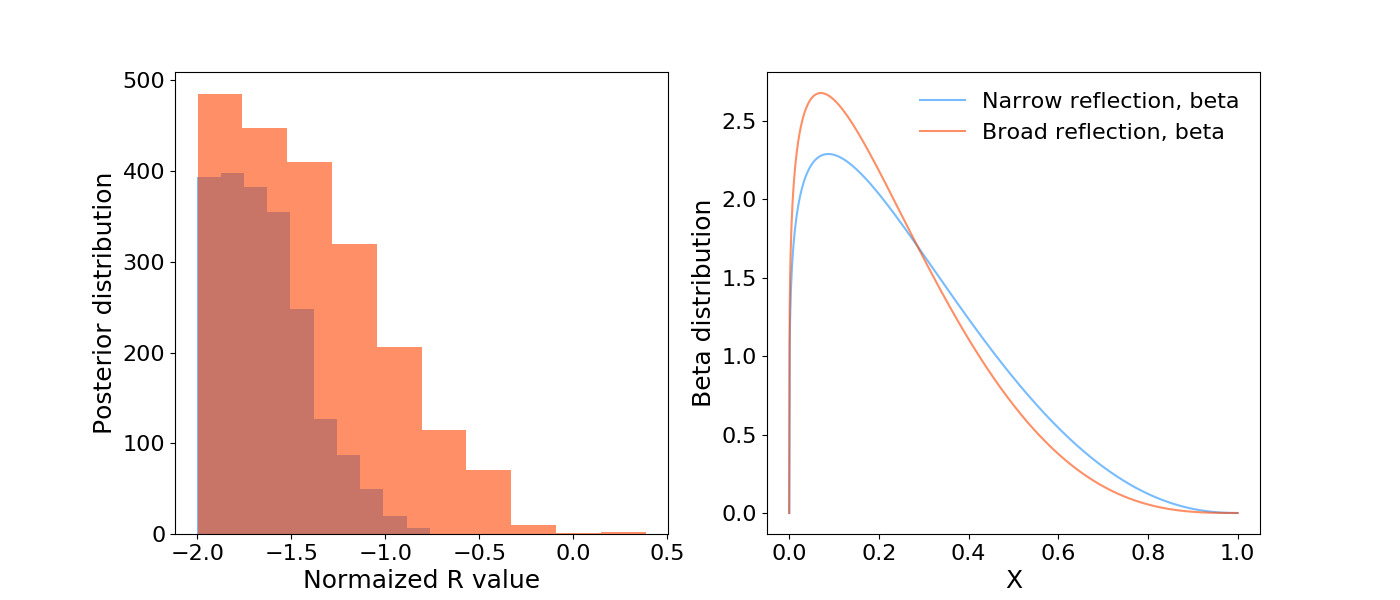 500
400
300
200
100
0
Posterior distribution
−2.0 −1.5 −1.0 −0.5 0.0 0.5
Normaized R value
2.5
2.0
1.5
1.0
0.5
0.0
Beta distribution
Narrow reflection, beta
Broad reflection, beta
0.0 0.2 0.4 0.6 0.8 1.0
X